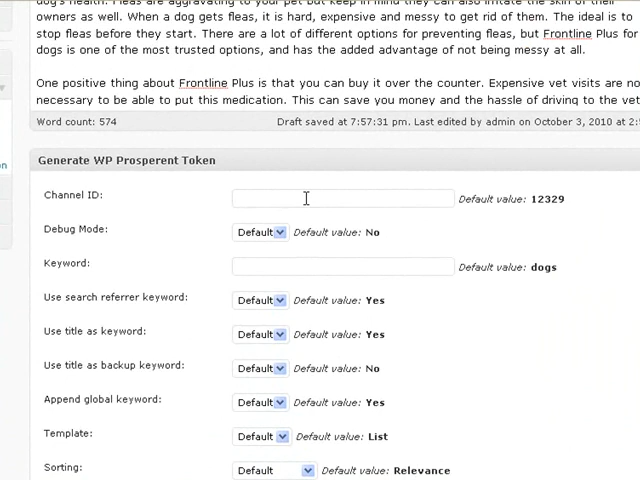 dog's health. Fleas are aggravating to your pet but keep in mind they can also irritate the skin of their
owners as well. When a dog gets fleas, it is hard, expensive and messy to get rid of them. The ideal is to
stop fleas before they start. There are a lot of different options for preventing fleas, but Frontline Plus for
dogs is one of the most trusted options, and has the added advantage of not being messy at all.
One positive thing about Frontline Plus is that you can buy it over the counter. Expensive vet visits are no
necessary to be able to put this medication. This can save you money and the hassle of driving to the vet
Word count: 574 Draft saved at 7:57:31 pm. Last edited by admin on October 3, 2010 at 2:5
n
Generate WP Prosperent Token
Channel ID: Default value: 12329
Debug Mode: Default Default value: No
Keyword: Default value: dogs
Use search referrer keyword: Default Default value: Yes
Use title as keyword: Default Default value: Yes
Use title as backup keyword: Default Default value: No
Append global keyword: Default Default value: Yes
Template: Default Default value: List
Sorting: Default Default value: Relevance